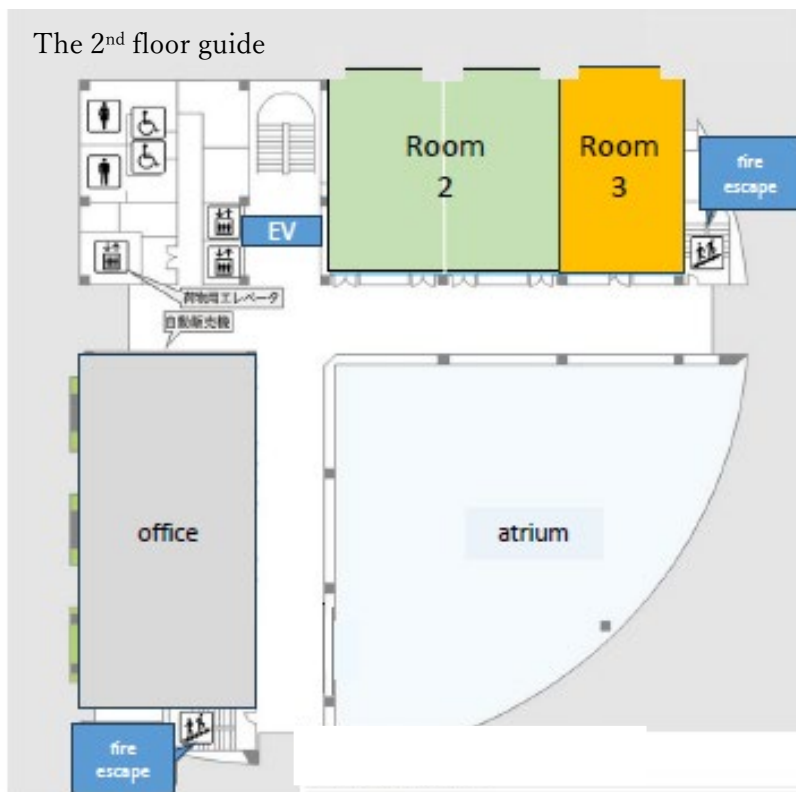 The 2nd floor guide
Room
2
Room
3
fire
escape
EV
荷物用エレベータ
自動販売機
office
atrium
fire
escape